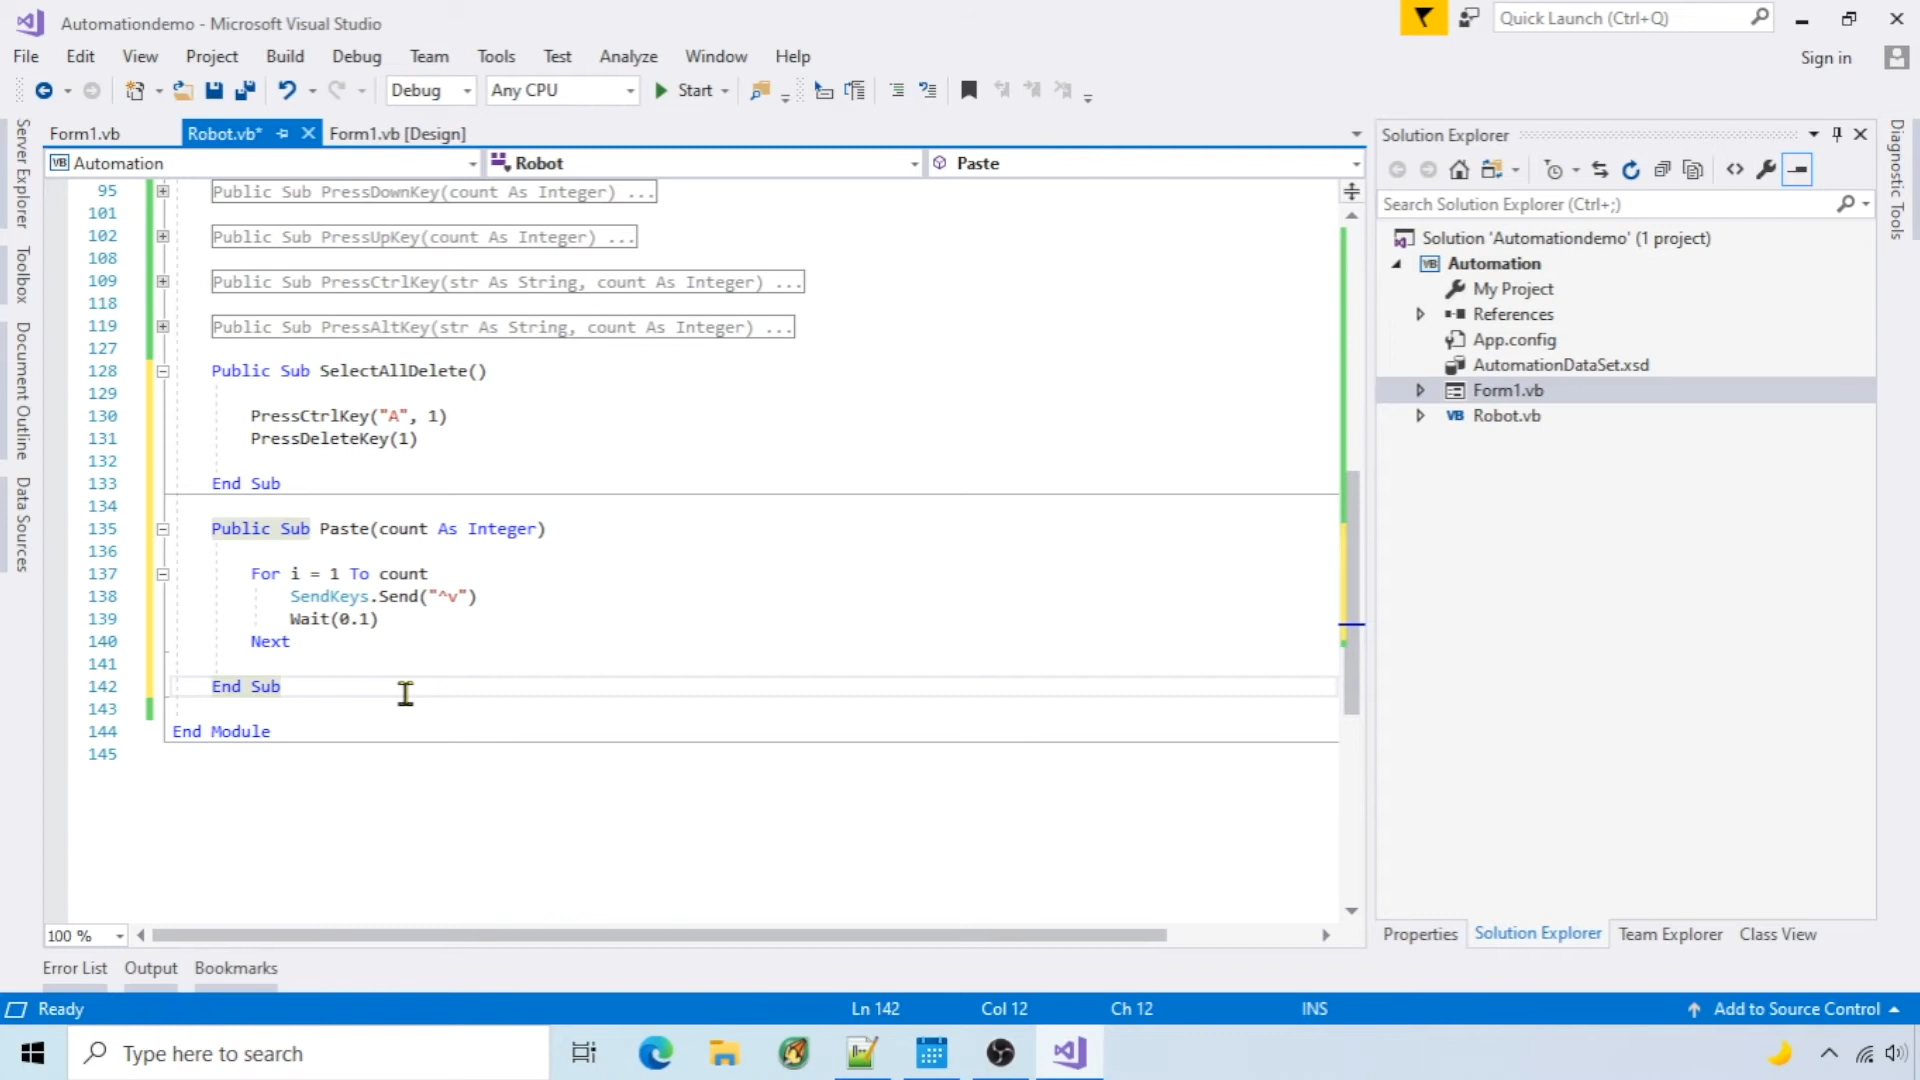 Automationdemo - Microsoft Visual Studio
Quick Launch (Ctrl+Q)
File Edit View Project Build Debug Team Tools Test Analyze Window Help
Sign in
Debug Any CPU Start
Server Explorer
Toolbox
Document Outline
Data Sources
Form1.vb Robot.vb* Form1.vb [Design]
VB Automation Robot Paste
95 Public Sub PressDownKey(count As Integer) ...
101
102 Public Sub PressUpKey(count As Integer) ...
108
109 Public Sub PressCtrlKey(str As String, count As Integer) ...
118
119 Public Sub PressAltKey(str As String, count As Integer) ...
127
128 Public Sub SelectAllDelete()
129
130 PressCtrlKey("A", 1)
131 PressDeleteKey(1)
132
133 End Sub
134
135 Public Sub Paste(count As Integer)
136
137 For i = 1 To count
138 SendKeys.Send("^v")
139 Wait(0.1)
140 Next
141
142 End Sub
143
144 End Module
145
100 %
Solution Explorer
Search Solution Explorer (Ctrl+;)
Solution 'Automationdemo' (1 project)
VB Automation
My Project
References
App.config
AutomationDataSet.xsd
Form1.vb
VB Robot.vb
Properties Solution Explorer Team Explorer Class View
Diagnostic Tools
Error List Output Bookmarks
Ready Ln 142 Col 12 Ch 12 INS Add to Source Control
Type here to search